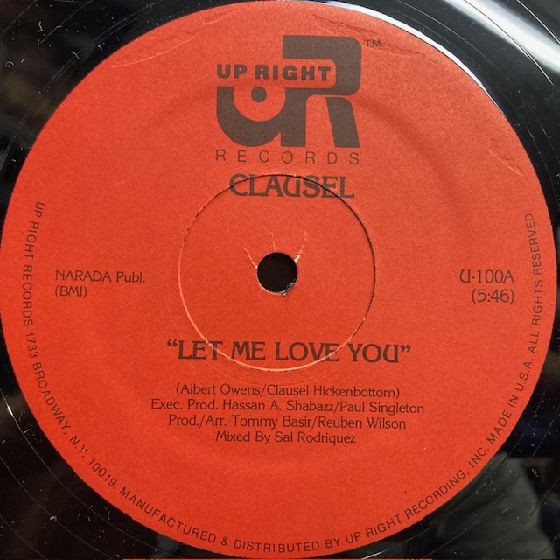 UP RIGHT
UR
TM
RECORDS
CLAUSEL
NARADA Publ.
(BMI)
U-100A
(5:46)
"LET ME LOVE YOU"
(Albert Owens/Clausel Hickenbottom)
Exec. Prod. Hassan A. Shabazz/Paul Singleton
Prod./Arr. Tommy Basir/Reuben Wilson
Mixed By Sal Rodriquez
UP RIGHT RECORDS 1733 BROADWAY, N.Y. 10019, MANUFACTURED & DISTRIBUTED BY UP RIGHT RECORDING, INC. MADE IN U.S.A. ALL RIGHTS RESERVED